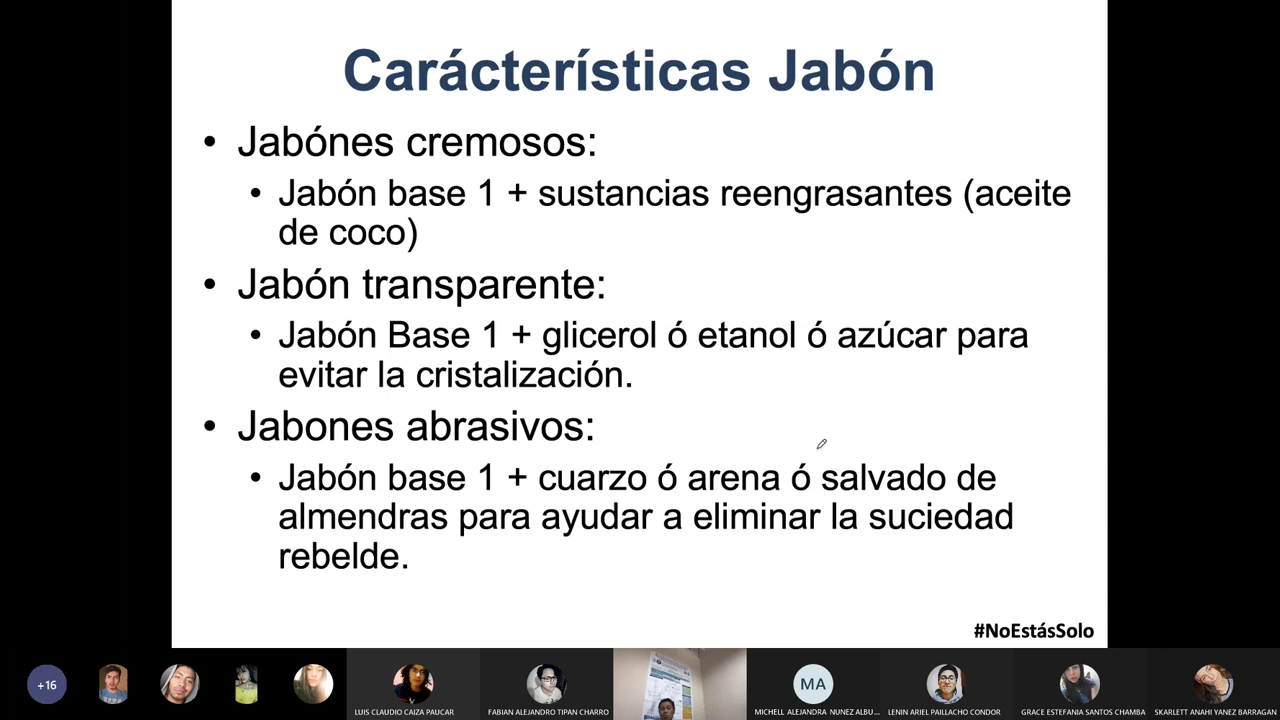 Carácterísticas Jabón
• Jabónes cremosos:
• Jabón base 1 + sustancias reengrasantes (aceite
de coco)
• Jabón transparente:
• Jabón Base 1 + glicerol ó etanol ó azúcar para
evitar la cristalización.
• Jabones abrasivos:
• Jabón base 1 + cuarzo ó arena ó salvado de
almendras para ayudar a eliminar la suciedad
rebelde.
#NoEstásSolo
+16
MA
LUIS CLAUDIO CAIZA PAUCAR
FABIAN ALEJANDRO TIPAN CHARRO
MICHELL ALEJANDRA NUNEZ ALBU...
LENIN ARIEL PAILLACHO CONDOR
GRACE ESTEFANIA SANTOS CHAMBA
SKARLETT ANAHI YANEZ BARRAGAN